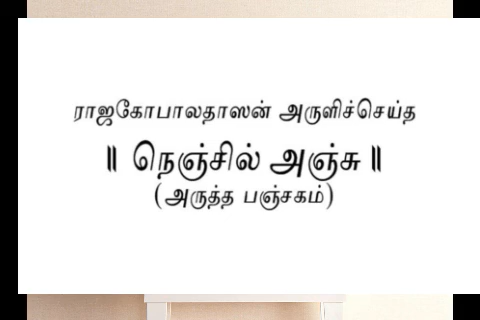 ராஜகோபாலதாஸன் அருளிச்செய்த
॥ நெஞ்சில் அஞ்சு ॥
(அருத்த பஞ்சகம்)